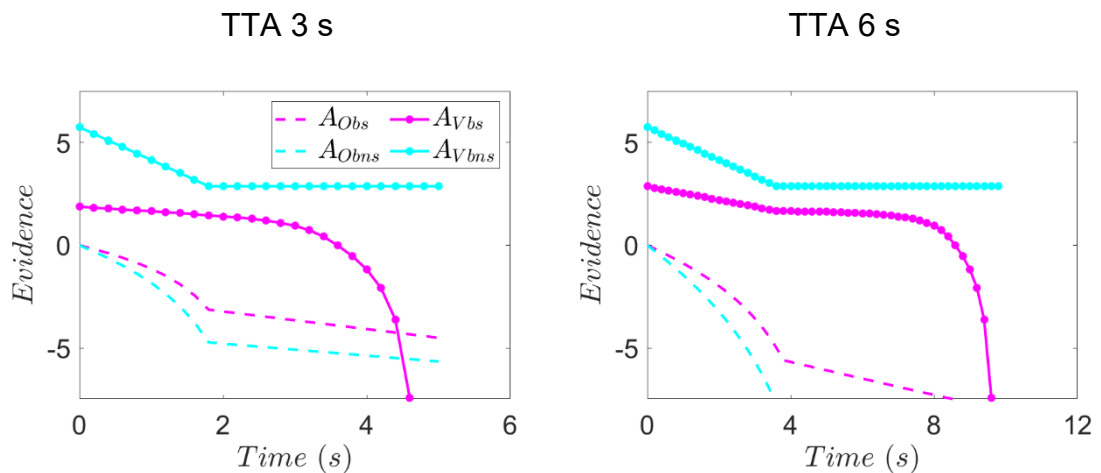 TTA 3 s
TTA 6 s
Evidence
5
0
-5
A_Obs
A_Vbs
A_Obns
A_Vbns
0
2
4
6
Time (s)
Evidence
5
0
-5
0
4
8
12
Time (s)